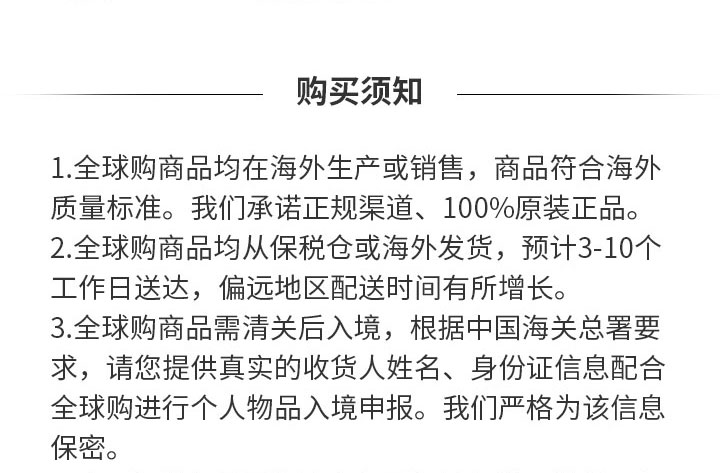 购买须知
1.全球购商品均在海外生产或销售，商品符合海外
质量标准。我们承诺正规渠道、100%原装正品。
2.全球购商品均从保税仓或海外发货，预计3-10个
工作日送达，偏远地区配送时间有所增长。
3.全球购商品需清关后入境，根据中国海关总署要
求，请您提供真实的收货人姓名、身份证信息配合
全球购进行个人物品入境申报。我们严格为该信息
保密。